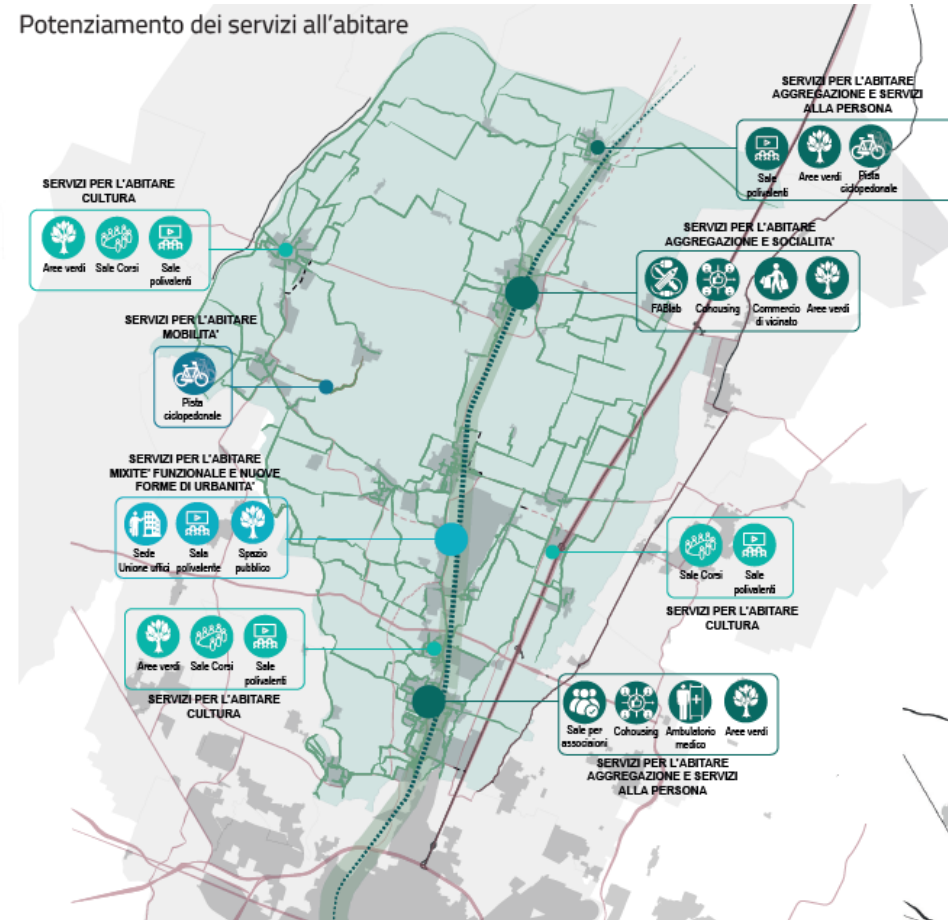 Potenziamento dei servizi all'abitare
SERVIZI PER L'ABITARE
AGGREGAZIONE E SERVIZI
ALLA PERSONA
Sale
polivalenti
Aree verdi
Pista
ciclopedonale
SERVIZI PER L'ABITARE
CULTURA
Aree verdi
Sale Corsi
Sale
polivalenti
SERVIZI PER L'ABITARE
AGGREGAZIONE E SOCIALITA'
FABlab
Cohousing
Commercio
di vicinato
Aree verdi
SERVIZI PER L'ABITARE
MOBILITA'
Pista
ciclopedonale
SERVIZI PER L'ABITARE
MIXITE' FUNZIONALE E NUOVE
FORME DI URBANITA'
Sede
Unione uffici
Sala
polivalente
Spazio
pubblico
Sale Corsi
Sale
polivalenti
SERVIZI PER L'ABITARE
CULTURA
Aree verdi
Sale Corsi
Sale
polivalenti
SERVIZI PER L'ABITARE
CULTURA
Sale per
associaioni
Cohousing
Ambulatorio
medico
Aree verdi
SERVIZI PER L'ABITARE
AGGREGAZIONE E SERVIZI
ALLA PERSONA